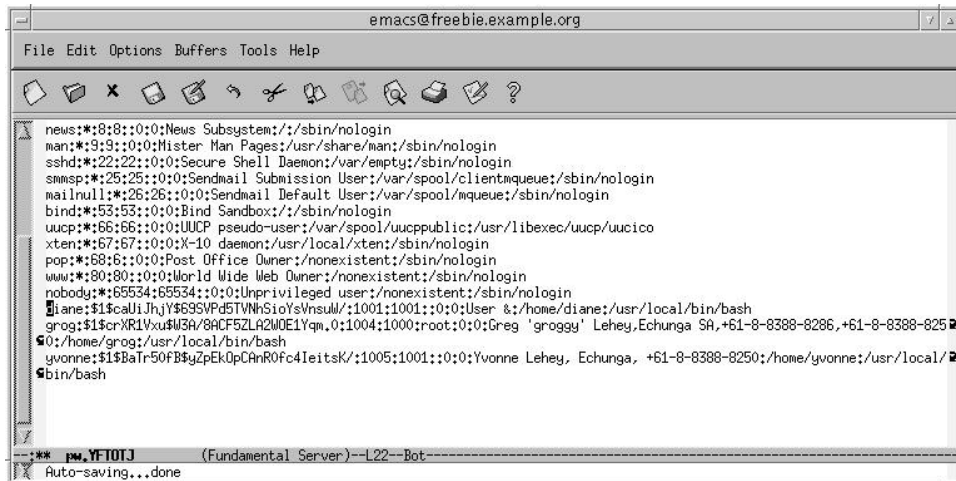 emacs@freebie.example.org
File Edit Options Buffers Tools Help
news:*:8:8::0:0:News Subsystem:/:/sbin/nologin
man:*:9:9::0:0:Mister Man Pages:/usr/share/man:/sbin/nologin
sshd:*:22:22::0:0:Secure Shell Daemon:/var/empty:/sbin/nologin
smmsp:*:25:25::0:0:Sendmail Submission User:/var/spool/clientmqueue:/sbin/nologin
mailnull:*:26:26::0:0:Sendmail Default User:/var/spool/mqueue:/sbin/nologin
bind:*:53:53::0:0:Bind Sandbox:/:/sbin/nologin
uucp:*:66:66::0:0:UUCP pseudo-user:/var/spool/uucppublic:/usr/libexec/uucp/uucico
xten:*:67:67::0:0:X-10 daemon:/usr/local/xten:/sbin/nologin
pop:*:68:6::0:0:Post Office Owner:/nonexistent:/sbin/nologin
www:*:80:80::0:0:World Wide Web Owner:/nonexistent:/sbin/nologin
nobody:*:65534:65534::0:0:Unprivileged user:/nonexistent:/sbin/nologin
diane:$1$caUiJhjY$69SVPd5TVNhSioYsVnsuW/:1001:1001::0:0:User &:/home/diane:/usr/local/bin/bash
grog:$1$crXR1Vxu$W3A/8ACF5ZLA2WOE1Yqm.0:1004:1000:root:0:0:Greg 'groggy' Lehey,Echunga SA,+61-8-8388-8286,+61-8-8388-825
0:/home/grog:/usr/local/bin/bash
yvonne:$1$BaTr50fB$yZpEkOpCAnR0fc4IeitsK/:1005:1001::0:0:Yvonne Lehey, Echunga, +61-8-8388-8250:/home/yvonne:/usr/local/
bin/bash
--:** pw.YFTOTJ (Fundamental Server)--L22--Bot--------------------------------------------------
Auto-saving...done